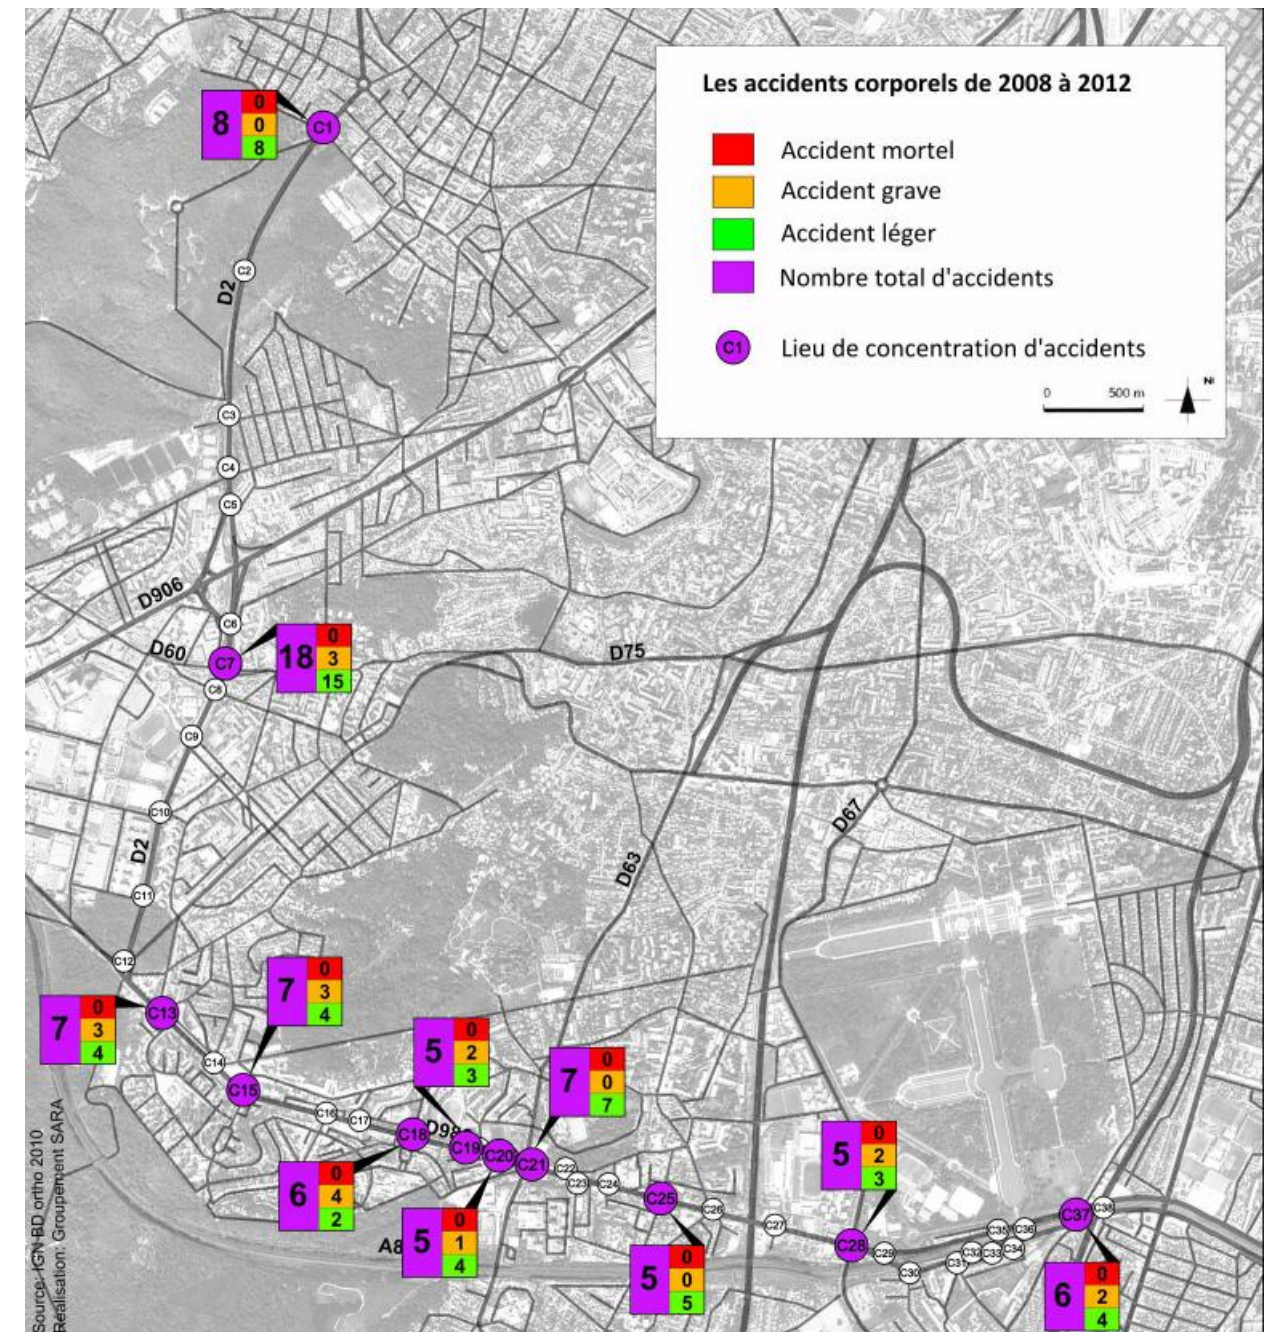 Les accidents corporels de 2008 à 2012
Accident mortel
Accident grave
Accident léger
Nombre total d'accidents
C1
Lieu de concentration d'accidents
0 500 m
8
0
0
8
C1
C2
D2
C3
C4
C5
D906
C6
D60
C7
18
0
3
15
D75
C8
C9
C10
D2
C11
D67
D63
C12
7
0
3
4
C13
7
0
3
4
C14
C15
5
0
2
3
7
0
0
7
C16
C17
C18
C19
C20
C21
C22
C23
C24
C25
C26
C27
C28
5
0
2
3
C29
C30
C31
C32
C33
C34
C35
C36
C37
C38
6
0
4
2
A8
5
0
1
4
5
0
0
5
6
0
2
4
Source: IGN-BD ortho 2010
Réalisation: Groupement SARA